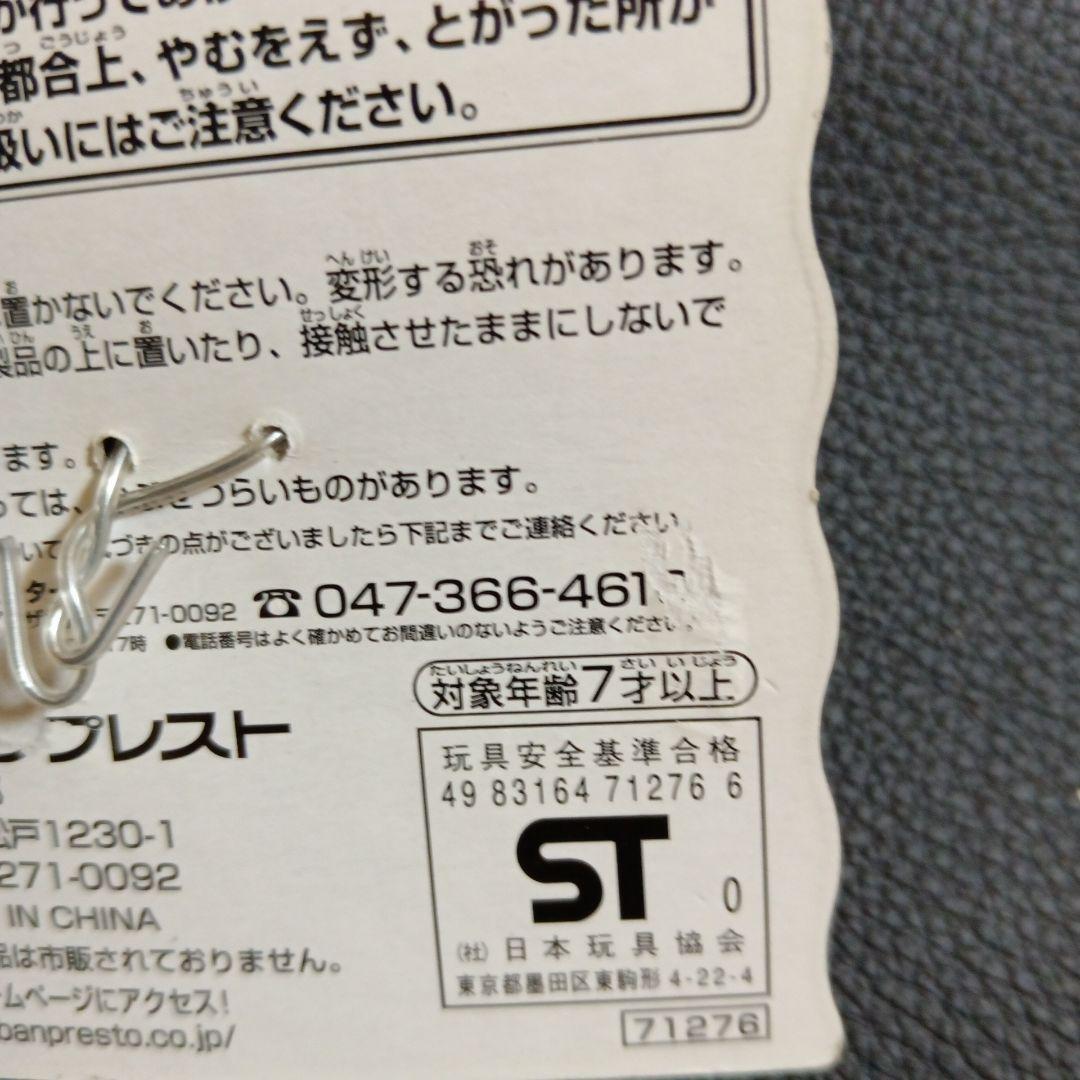 都合上、やむをえず、とがった所が
扱いにはご注意ください。
置かないでください。変形する恐れがあります。
製品の上に置いたり、接触させたままにしないで
ます。
っては、 づらいものがあります。
いて づきの点がございましたら下記までご連絡ください
271-0092 ☎047-366-461
7時 ●電話番号はよく確かめてお間違いのないようご注意ください。
対象年齢7才以上
プレスト
玩具安全基準合格
49 83164 71276 6
松戸1230-1
271-0092
ST 0
IN CHINA
(社)日本玩具協会
品は市販されておりません。
東京都墨田区東駒形4-22-4
ームページにアクセス!
banpresto.co.jp/
71276